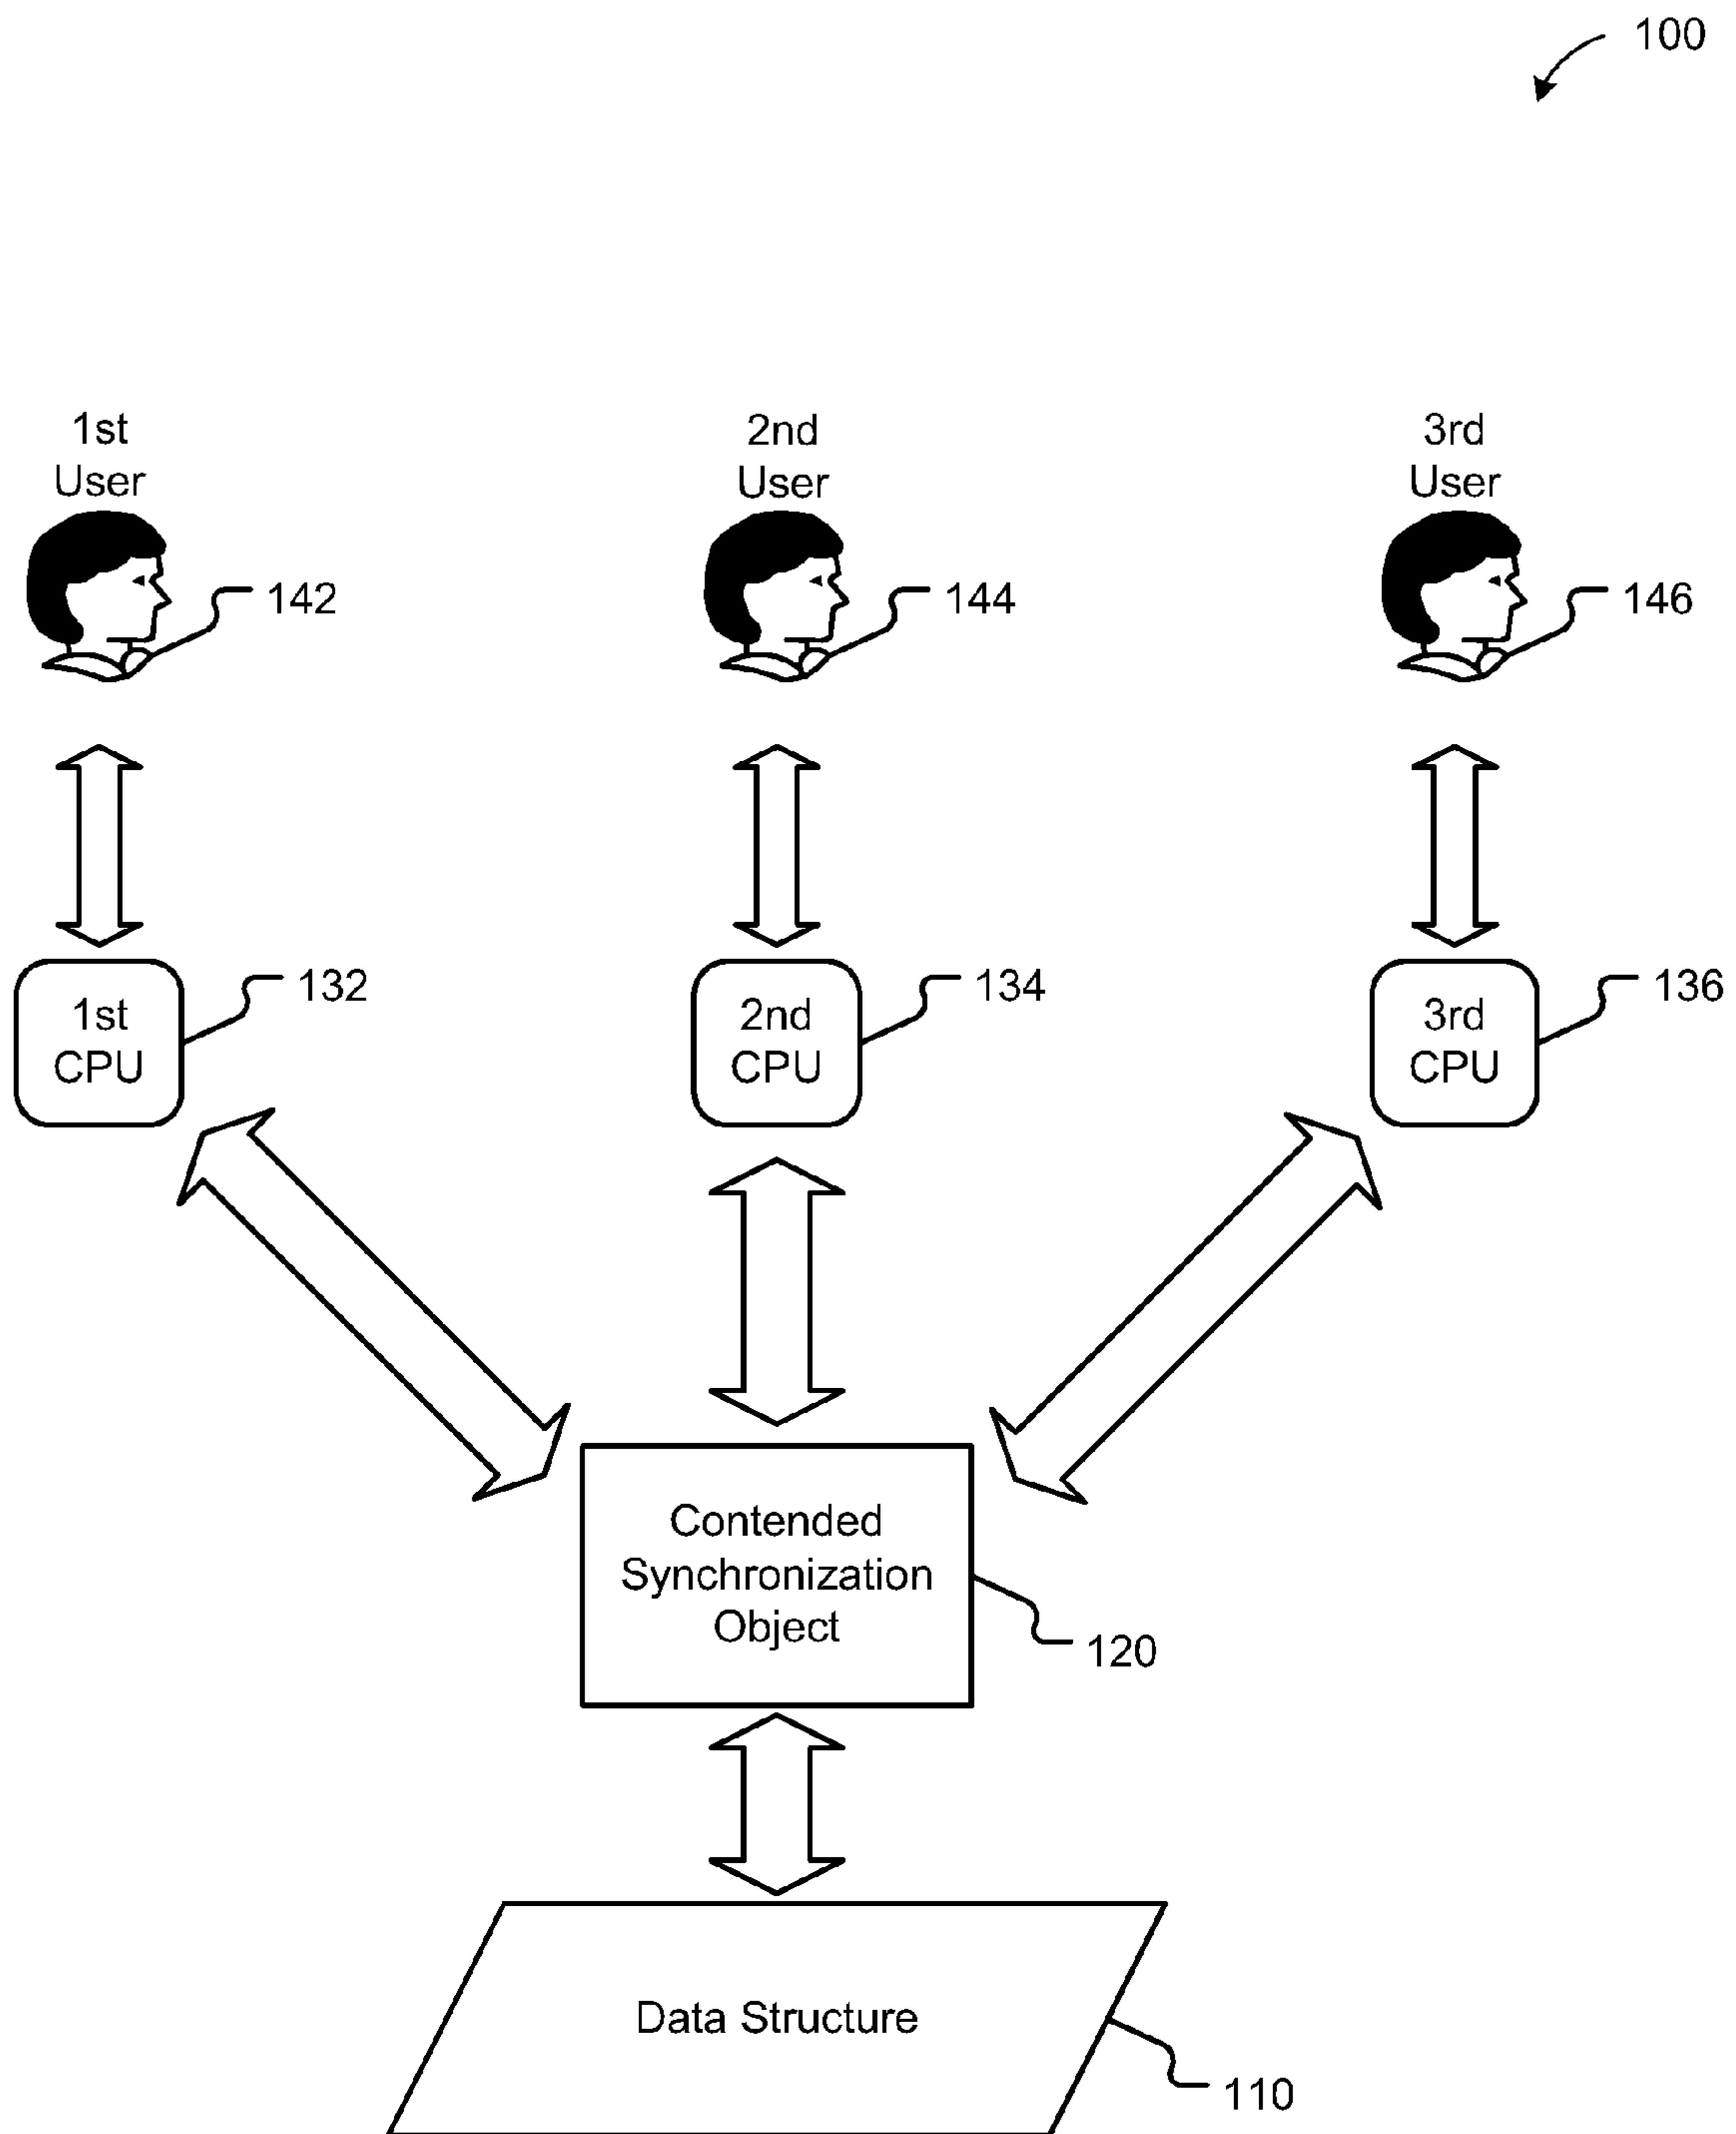 100
1st
User
2nd
User
3rd
User
142
144
146
1st
CPU
132
2nd
CPU
134
3rd
CPU
136
Contended
Synchronization
Object
120
Data Structure
110